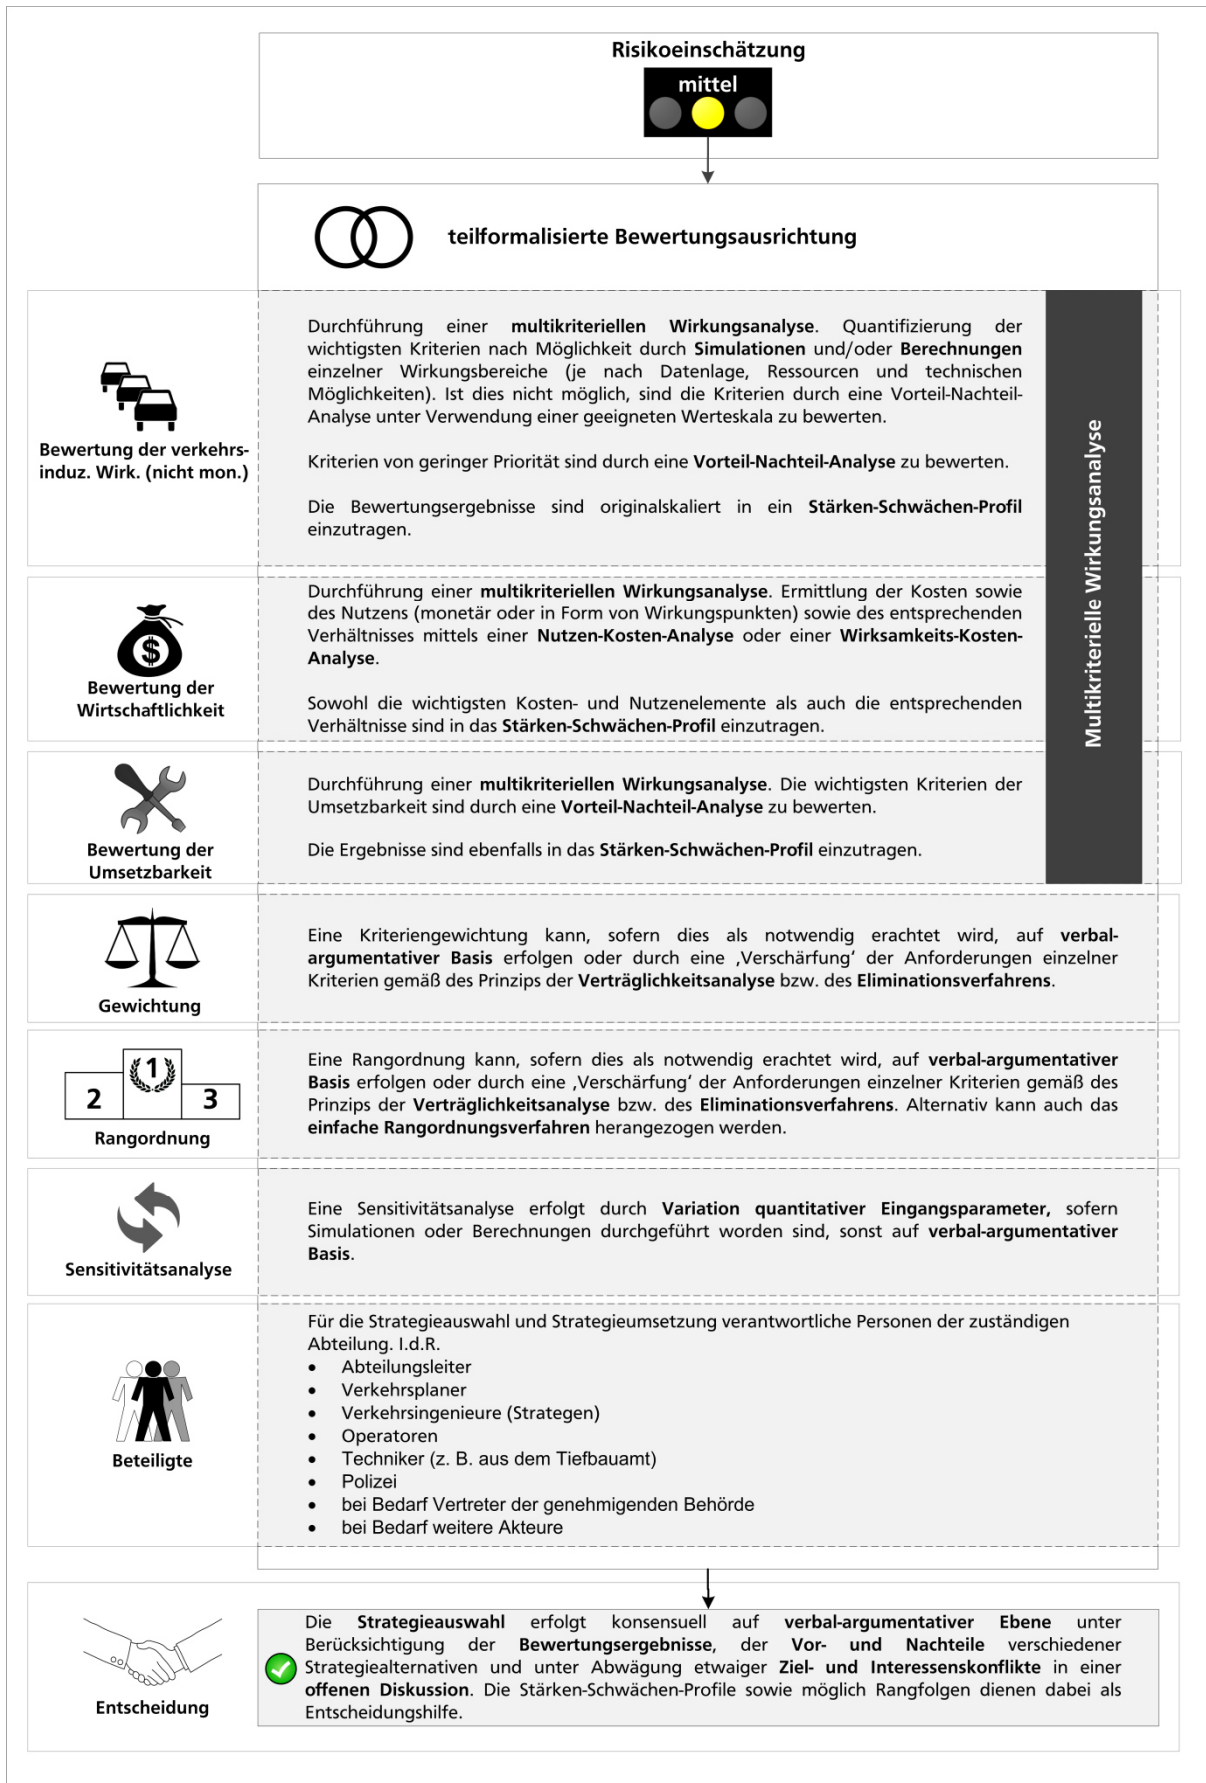 Risikoeinschätzung
mittel
teilformalisierte Bewertungsausrichtung
Bewertung der verkehrs-
induz. Wirk. (nicht mon.)
Durchführung einer multikriteriellen Wirkungsanalyse. Quantifizierung der
wichtigsten Kriterien nach Möglichkeit durch Simulationen und/oder Berechnungen
einzelner Wirkungsbereiche (je nach Datenlage, Ressourcen und technischen
Möglichkeiten). Ist dies nicht möglich, sind die Kriterien durch eine Vorteil-Nachteil-
Analyse unter Verwendung einer geeigneten Werteskala zu bewerten.
Kriterien von geringer Priorität sind durch eine Vorteil-Nachteil-Analyse zu bewerten.
Die Bewertungsergebnisse sind originalskaliert in ein Stärken-Schwächen-Profil
einzutragen.
Multikriterielle Wirkungsanalyse
$
Bewertung der
Wirtschaftlichkeit
Durchführung einer multikriteriellen Wirkungsanalyse. Ermittlung der Kosten sowie
des Nutzens (monetär oder in Form von Wirkungspunkten) sowie des entsprechenden
Verhältnisses mittels einer Nutzen-Kosten-Analyse oder einer Wirksamkeits-Kosten-
Analyse.
Sowohl die wichtigsten Kosten- und Nutzenelemente als auch die entsprechenden
Verhältnisse sind in das Stärken-Schwächen-Profil einzutragen.
Bewertung der
Umsetzbarkeit
Durchführung einer multikriteriellen Wirkungsanalyse. Die wichtigsten Kriterien der
Umsetzbarkeit sind durch eine Vorteil-Nachteil-Analyse zu bewerten.
Die Ergebnisse sind ebenfalls in das Stärken-Schwächen-Profil einzutragen.
Gewichtung
Eine Kriteriengewichtung kann, sofern dies als notwendig erachtet wird, auf verbal-
argumentativer Basis erfolgen oder durch eine ‚Verschärfung‘ der Anforderungen einzelner
Kriterien gemäß des Prinzips der Verträglichkeitsanalyse bzw. des Eliminationsverfahrens.
2 1 3
Rangordnung
Eine Rangordnung kann, sofern dies als notwendig erachtet wird, auf verbal-argumentativer
Basis erfolgen oder durch eine ‚Verschärfung‘ der Anforderungen einzelner Kriterien gemäß des
Prinzips der Verträglichkeitsanalyse bzw. des Eliminationsverfahrens. Alternativ kann auch das
einfache Rangordnungsverfahren herangezogen werden.
Sensitivitätsanalyse
Eine Sensitivitätsanalyse erfolgt durch Variation quantitativer Eingangsparameter, sofern
Simulationen oder Berechnungen durchgeführt worden sind, sonst auf verbal-argumentativer
Basis.
Beteiligte
Für die Strategieauswahl und Strategieumsetzung verantwortliche Personen der zuständigen
Abteilung. I.d.R.
• Abteilungsleiter
• Verkehrsplaner
• Verkehrsingenieure (Strategen)
• Operatoren
• Techniker (z. B. aus dem Tiefbauamt)
• Polizei
• bei Bedarf Vertreter der genehmigenden Behörde
• bei Bedarf weitere Akteure
Entscheidung
Die Strategieauswahl erfolgt konsensuell auf verbal-argumentativer Ebene unter
Berücksichtigung der Bewertungsergebnisse, der Vor- und Nachteile verschiedener
Strategiealternativen und unter Abwägung etwaiger Ziel- und Interessenskonflikte in einer
offenen Diskussion. Die Stärken-Schwächen-Profile sowie möglich Rangfolgen dienen dabei als
Entscheidungshilfe.